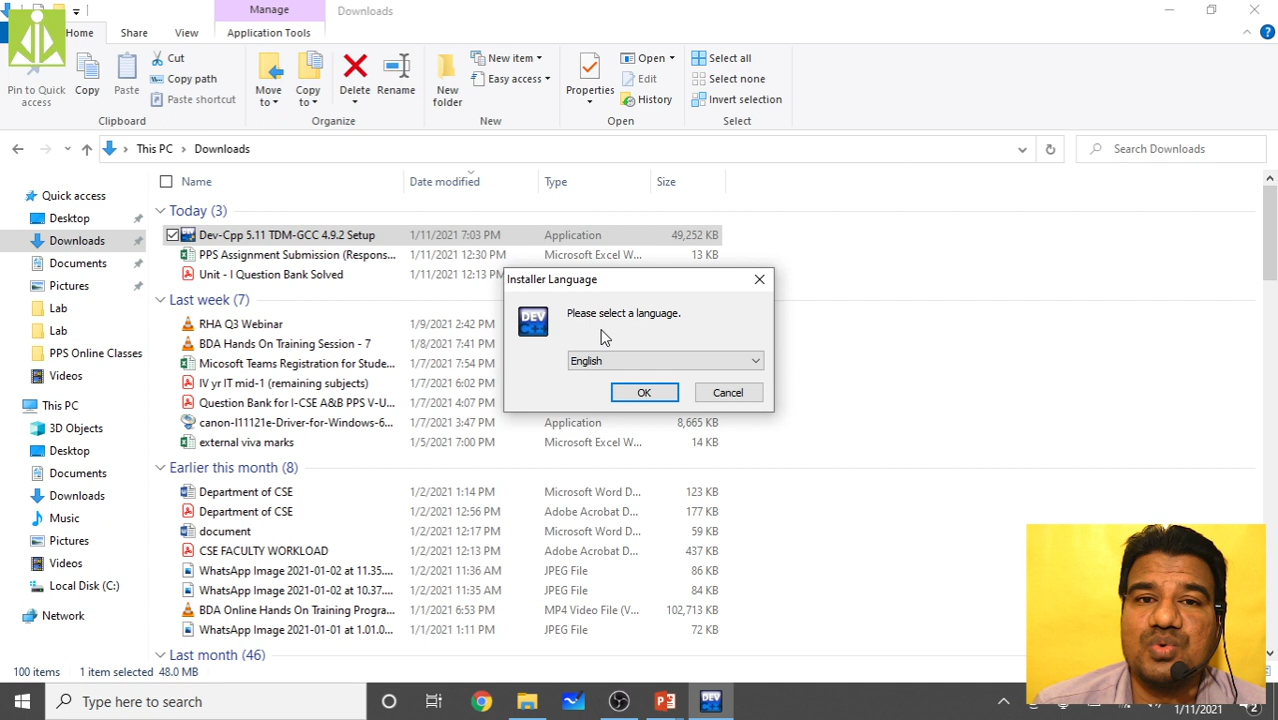 Manage
Downloads
Home
Share
View
Application Tools
Pin to Quick
access
Copy
Paste
Cut
Copy path
Paste shortcut
Clipboard
Move
to
Copy
to
Delete
Rename
Organize
New
folder
New item
Easy access
New
Properties
Open
Edit
History
Open
Select all
Select none
Invert selection
Select
This PC
Downloads
Search Downloads
Name
Date modified
Type
Size
Quick access
Desktop
Downloads
Documents
Pictures
Lab
Lab
PPS Online Classes
Videos
This PC
3D Objects
Desktop
Documents
Downloads
Music
Pictures
Videos
Local Disk (C:)
Network
Today (3)
Dev-Cpp 5.11 TDM-GCC 4.9.2 Setup 1/11/2021 7:03 PM Application 49,252 KB
PPS Assignment Submission (Respons... 1/11/2021 12:30 PM Microsoft Excel W... 13 KB
Unit - I Question Bank Solved 1/11/2021 12:13 PM
Last week (7)
RHA Q3 Webinar 1/9/2021 2:42 PM
BDA Hands On Training Session - 7 1/8/2021 7:41 PM
Micosoft Teams Registration for Stude... 1/7/2021 7:54 PM
IV yr IT mid-1 (remaining subjects) 1/7/2021 6:02 PM
Question Bank for I-CSE A&B PPS V-U... 1/7/2021 4:07 PM
canon-I11121e-Driver-for-Windows-6... 1/7/2021 3:47 PM Application 8,665 KB
external viva marks 1/5/2021 7:00 PM Microsoft Excel W... 14 KB
Earlier this month (8)
Department of CSE 1/2/2021 1:14 PM Microsoft Word D... 123 KB
Department of CSE 1/2/2021 12:56 PM Adobe Acrobat D... 177 KB
document 1/2/2021 12:17 PM Microsoft Word D... 59 KB
CSE FACULTY WORKLOAD 1/2/2021 12:13 PM Adobe Acrobat D... 437 KB
WhatsApp Image 2021-01-02 at 11.35.... 1/2/2021 11:36 AM JPEG File 86 KB
WhatsApp Image 2021-01-02 at 10.37.... 1/2/2021 11:35 AM JPEG File 84 KB
BDA Online Hands On Training Progra... 1/1/2021 6:53 PM MP4 Video File (V... 102,713 KB
WhatsApp Image 2021-01-01 at 1.01.0... 1/1/2021 1:11 PM JPEG File 72 KB
Last month (46)
Installer Language
DEV
Please select a language.
English
OK
Cancel
100 items
1 item selected 48.0 MB
Type here to search
DEV
1/11/2021
2